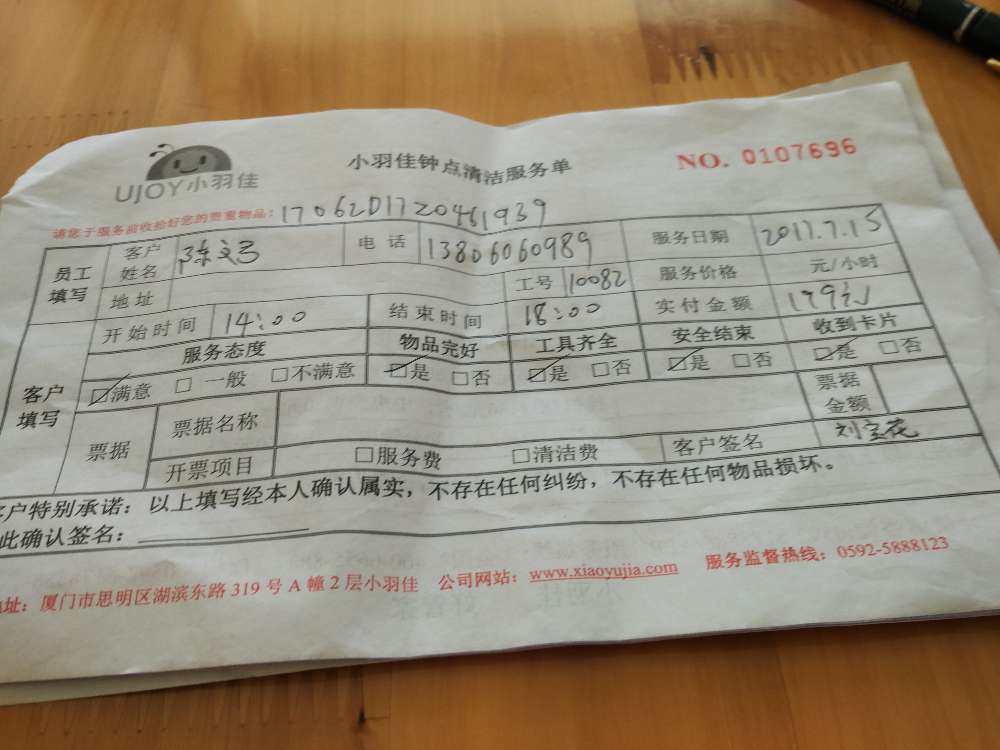 UJOY小羽佳
小羽佳钟点清洁服务单
NO. 0107696
请您于服务前收拾好您的贵重物品：1706201720461939
员工填写 客户姓名 陈文 电话 13806060989 服务日期 2017.7.15
地址 工号 10082 服务价格 元/小时
客户填写 开始时间 14:00 结束时间 18:00 实付金额 179
服务态度 物品完好 工具齐全 安全结束 收到卡片
☑满意 □一般 □不满意 ☑是 □否 ☑是 □否 ☑是 □否 ☑是 □否
票据 票据名称 票据金额
开票项目 □服务费 □清洁费 客户签名 刘宝花
客户特别承诺：以上填写经本人确认属实，不存在任何纠纷，不存在任何物品损坏。
此确认签名：
地址：厦门市思明区湖滨东路 319 号 A 幢 2 层小羽佳 公司网站：www.xiaoyujia.com 服务监督热线：0592-5888123